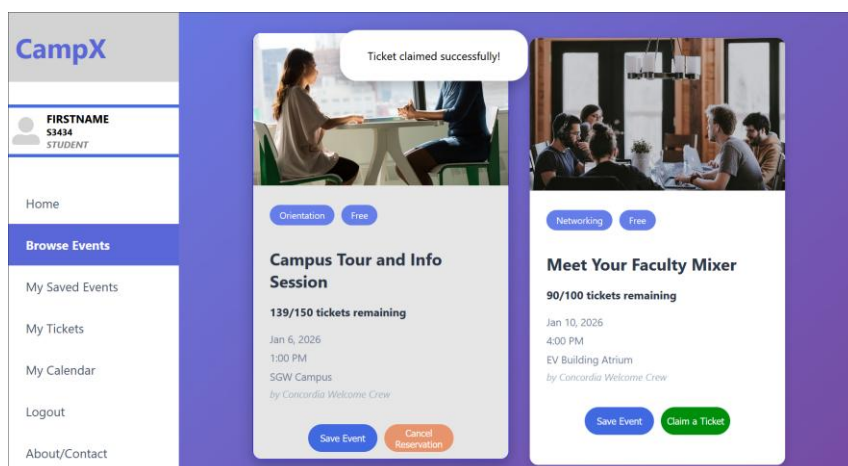 CampX
FIRSTNAME
S3434
STUDENT
Home
Browse Events
My Saved Events
My Tickets
My Calendar
Logout
About/Contact
Ticket claimed successfully!
Orientation
Free
Campus Tour and Info
Session
139/150 tickets remaining
Jan 6, 2026
1:00 PM
SGW Campus
by Concordia Welcome Crew
Save Event
Cancel
Reservation
Networking
Free
Meet Your Faculty Mixer
90/100 tickets remaining
Jan 10, 2026
4:00 PM
EV Building Atrium
by Concordia Welcome Crew
Save Event
Claim a Ticket